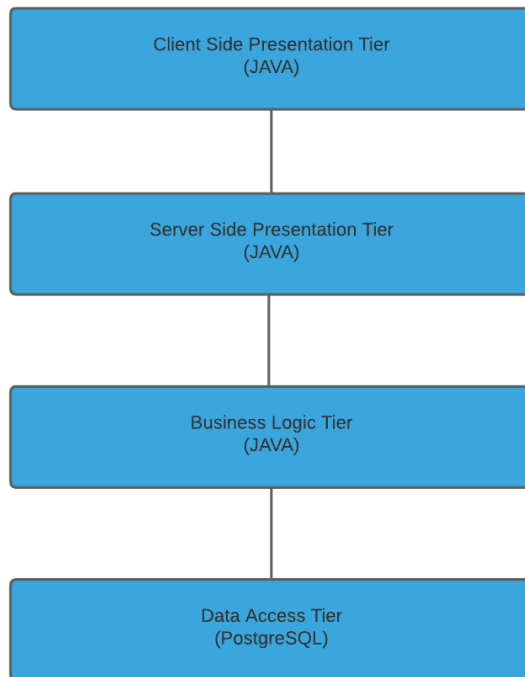 Client Side Presentation Tier
(JAVA)
Server Side Presentation Tier
(JAVA)
Business Logic Tier
(JAVA)
Data Access Tier
(PostgreSQL)